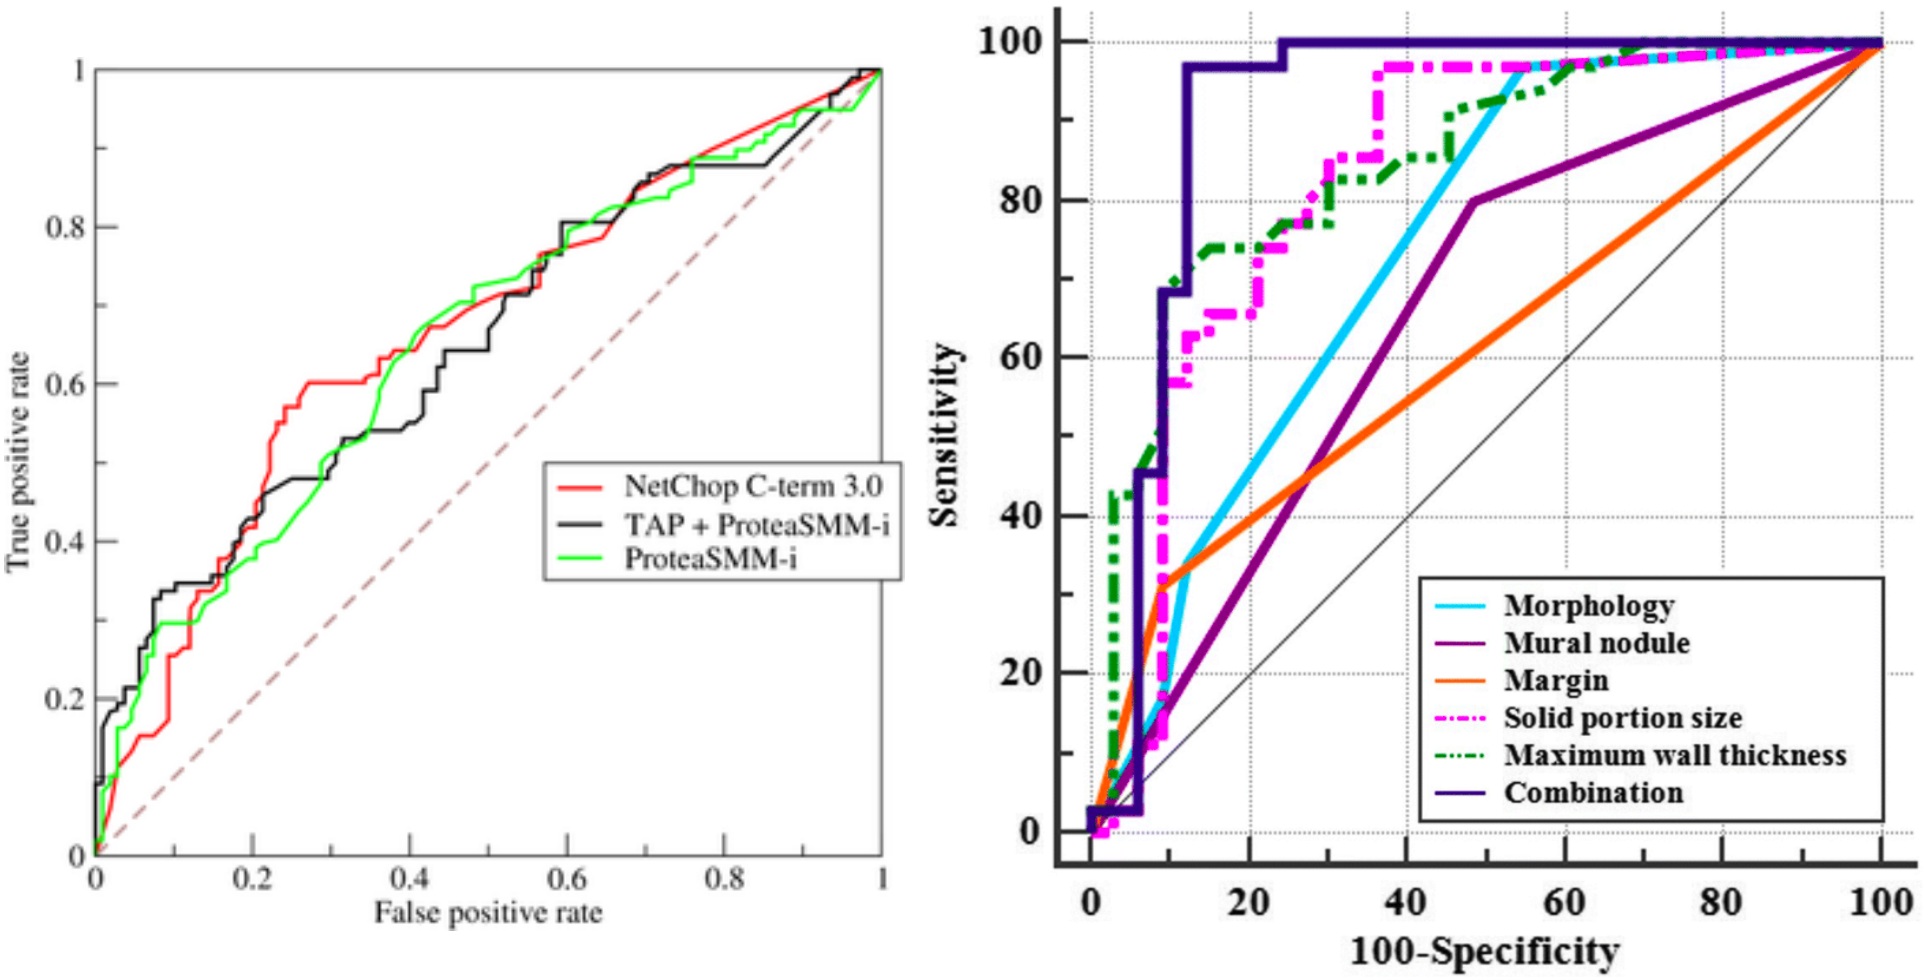 1
0.8
0.6
0.4
0.2
0
0
0.2
0.4
0.6
0.8
1
True positive rate
False positive rate
NetChop C-term 3.0
TAP + ProteaSMM-i
ProteaSMM-i
100
80
60
40
20
0
0
20
40
60
80
100
Sensitivity
100-Specificity
Morphology
Mural nodule
Margin
Solid portion size
Maximum wall thickness
Combination